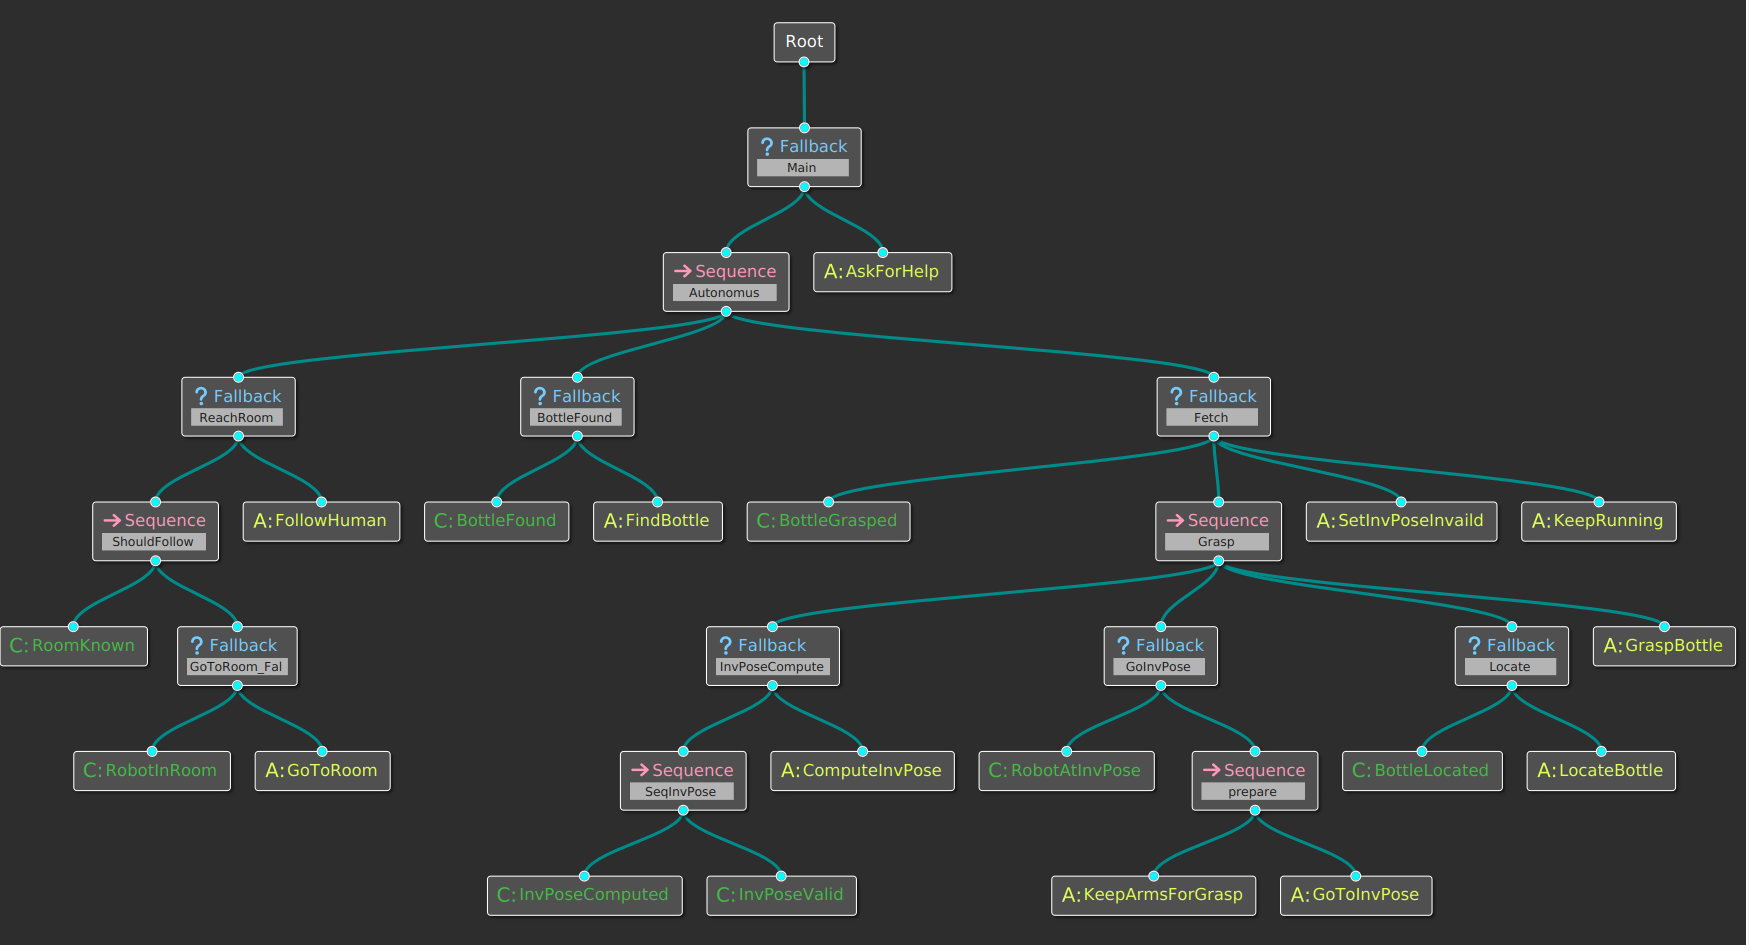 Root
? Fallback
Main
Sequence
Autonomus
A: AskForHelp
? Fallback
ReachRoom
? Fallback
BottleFound
? Fallback
Fetch
Sequence
ShouldFollow
A: FollowHuman
C: BottleFound
A: FindBottle
C: BottleGrasped
Sequence
Grasp
A: SetInvPoseInvaild
A: KeepRunning
C: RoomKnown
? Fallback
GoToRoom_Fal
? Fallback
InvPoseCompute
? Fallback
GoInvPose
? Fallback
Locate
A: GraspBottle
C: RobotInRoom
A: GoToRoom
Sequence
SeqInvPose
A: ComputeInvPose
C: RobotAtInvPose
Sequence
prepare
C: BottleLocated
A: LocateBottle
C: InvPoseComputed
C: InvPoseValid
A: KeepArmsForGrasp
A: GoToInvPose